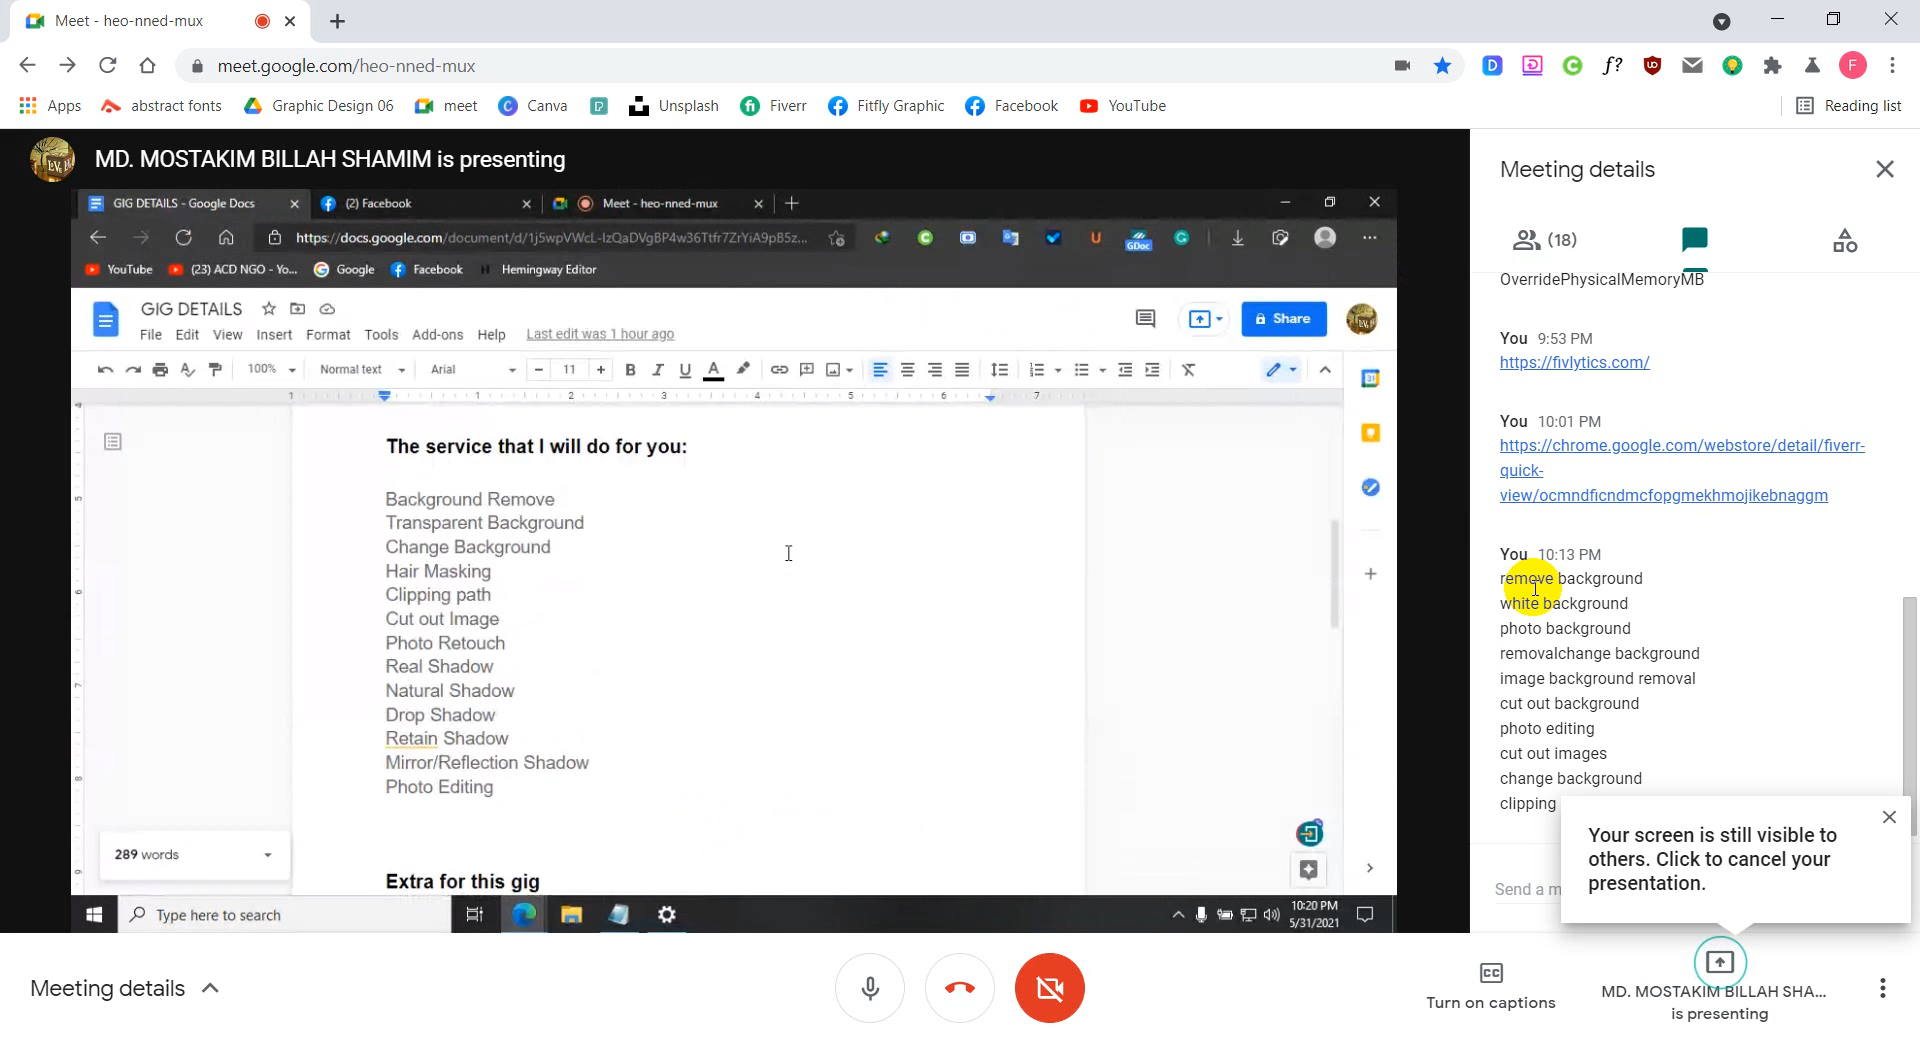 Meet - heo-nned-mux
meet.google.com/heo-nned-mux
Apps
abstract fonts
Graphic Design 06
meet
Canva
Unsplash
Fiverr
Fitfly Graphic
Facebook
YouTube
Reading list
MD. MOSTAKIM BILLAH SHAMIM is presenting
GIG DETAILS - Google Docs
(2) Facebook
Meet - heo-nned-mux
https://docs.google.com/document/d/1j5wpVWcL-IzQaDVgBP4w36Ttfr7ZrYiA9pB5z...
GDoc
YouTube
(23) ACD NGO - Yo...
Google
Facebook
Hemingway Editor
GIG DETAILS
File Edit View Insert Format Tools Add-ons Help Last edit was 1 hour ago
Share
100% Normal text Arial 11
The service that I will do for you:
Background Remove
Transparent Background
Change Background
Hair Masking
Clipping path
Cut out Image
Photo Retouch
Real Shadow
Natural Shadow
Drop Shadow
Retain Shadow
Mirror/Reflection Shadow
Photo Editing
289 words
Extra for this gig
Type here to search
10:20 PM
5/31/2021
Meeting details
(18)
OverridePhysicalMemoryMB
You 9:53 PM
https://fivlytics.com/
You 10:01 PM
https://chrome.google.com/webstore/detail/fiverr-
quick-
view/ocmndficndmcfopgmekhmojikebnaggm
You 10:13 PM
remove background
white background
photo background
removalchange background
image background removal
cut out background
photo editing
cut out images
change background
clipping
Your screen is still visible to
others. Click to cancel your
presentation.
Send a m
Meeting details
Turn on captions
MD. MOSTAKIM BILLAH SHA...
is presenting